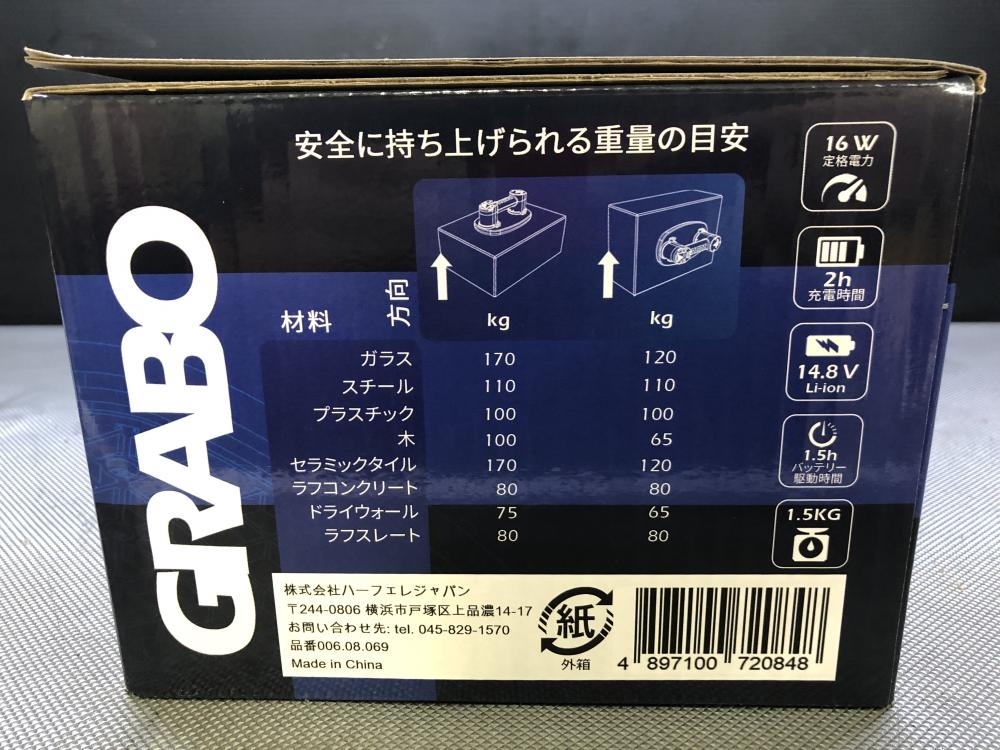 GRABO
安全に持ち上げられる重量の目安
材料 方向 kg kg
ガラス 170 120
スチール 110 110
プラスチック 100 100
木 100 65
セラミックタイル 170 120
ラフコンクリート 80 80
ドライウォール 75 65
ラフスレート 80 80
16 W
定格電力
2h
充電時間
14.8 V
Li-ion
1.5h
バッテリー
駆動時間
1.5KG
株式会社ハーフェレジャパン
〒244-0806 横浜市戸塚区上品濃14-17
お問い合わせ先: tel. 045-829-1570
品番006.08.069
Made in China
紙
外箱
4 897100 720848